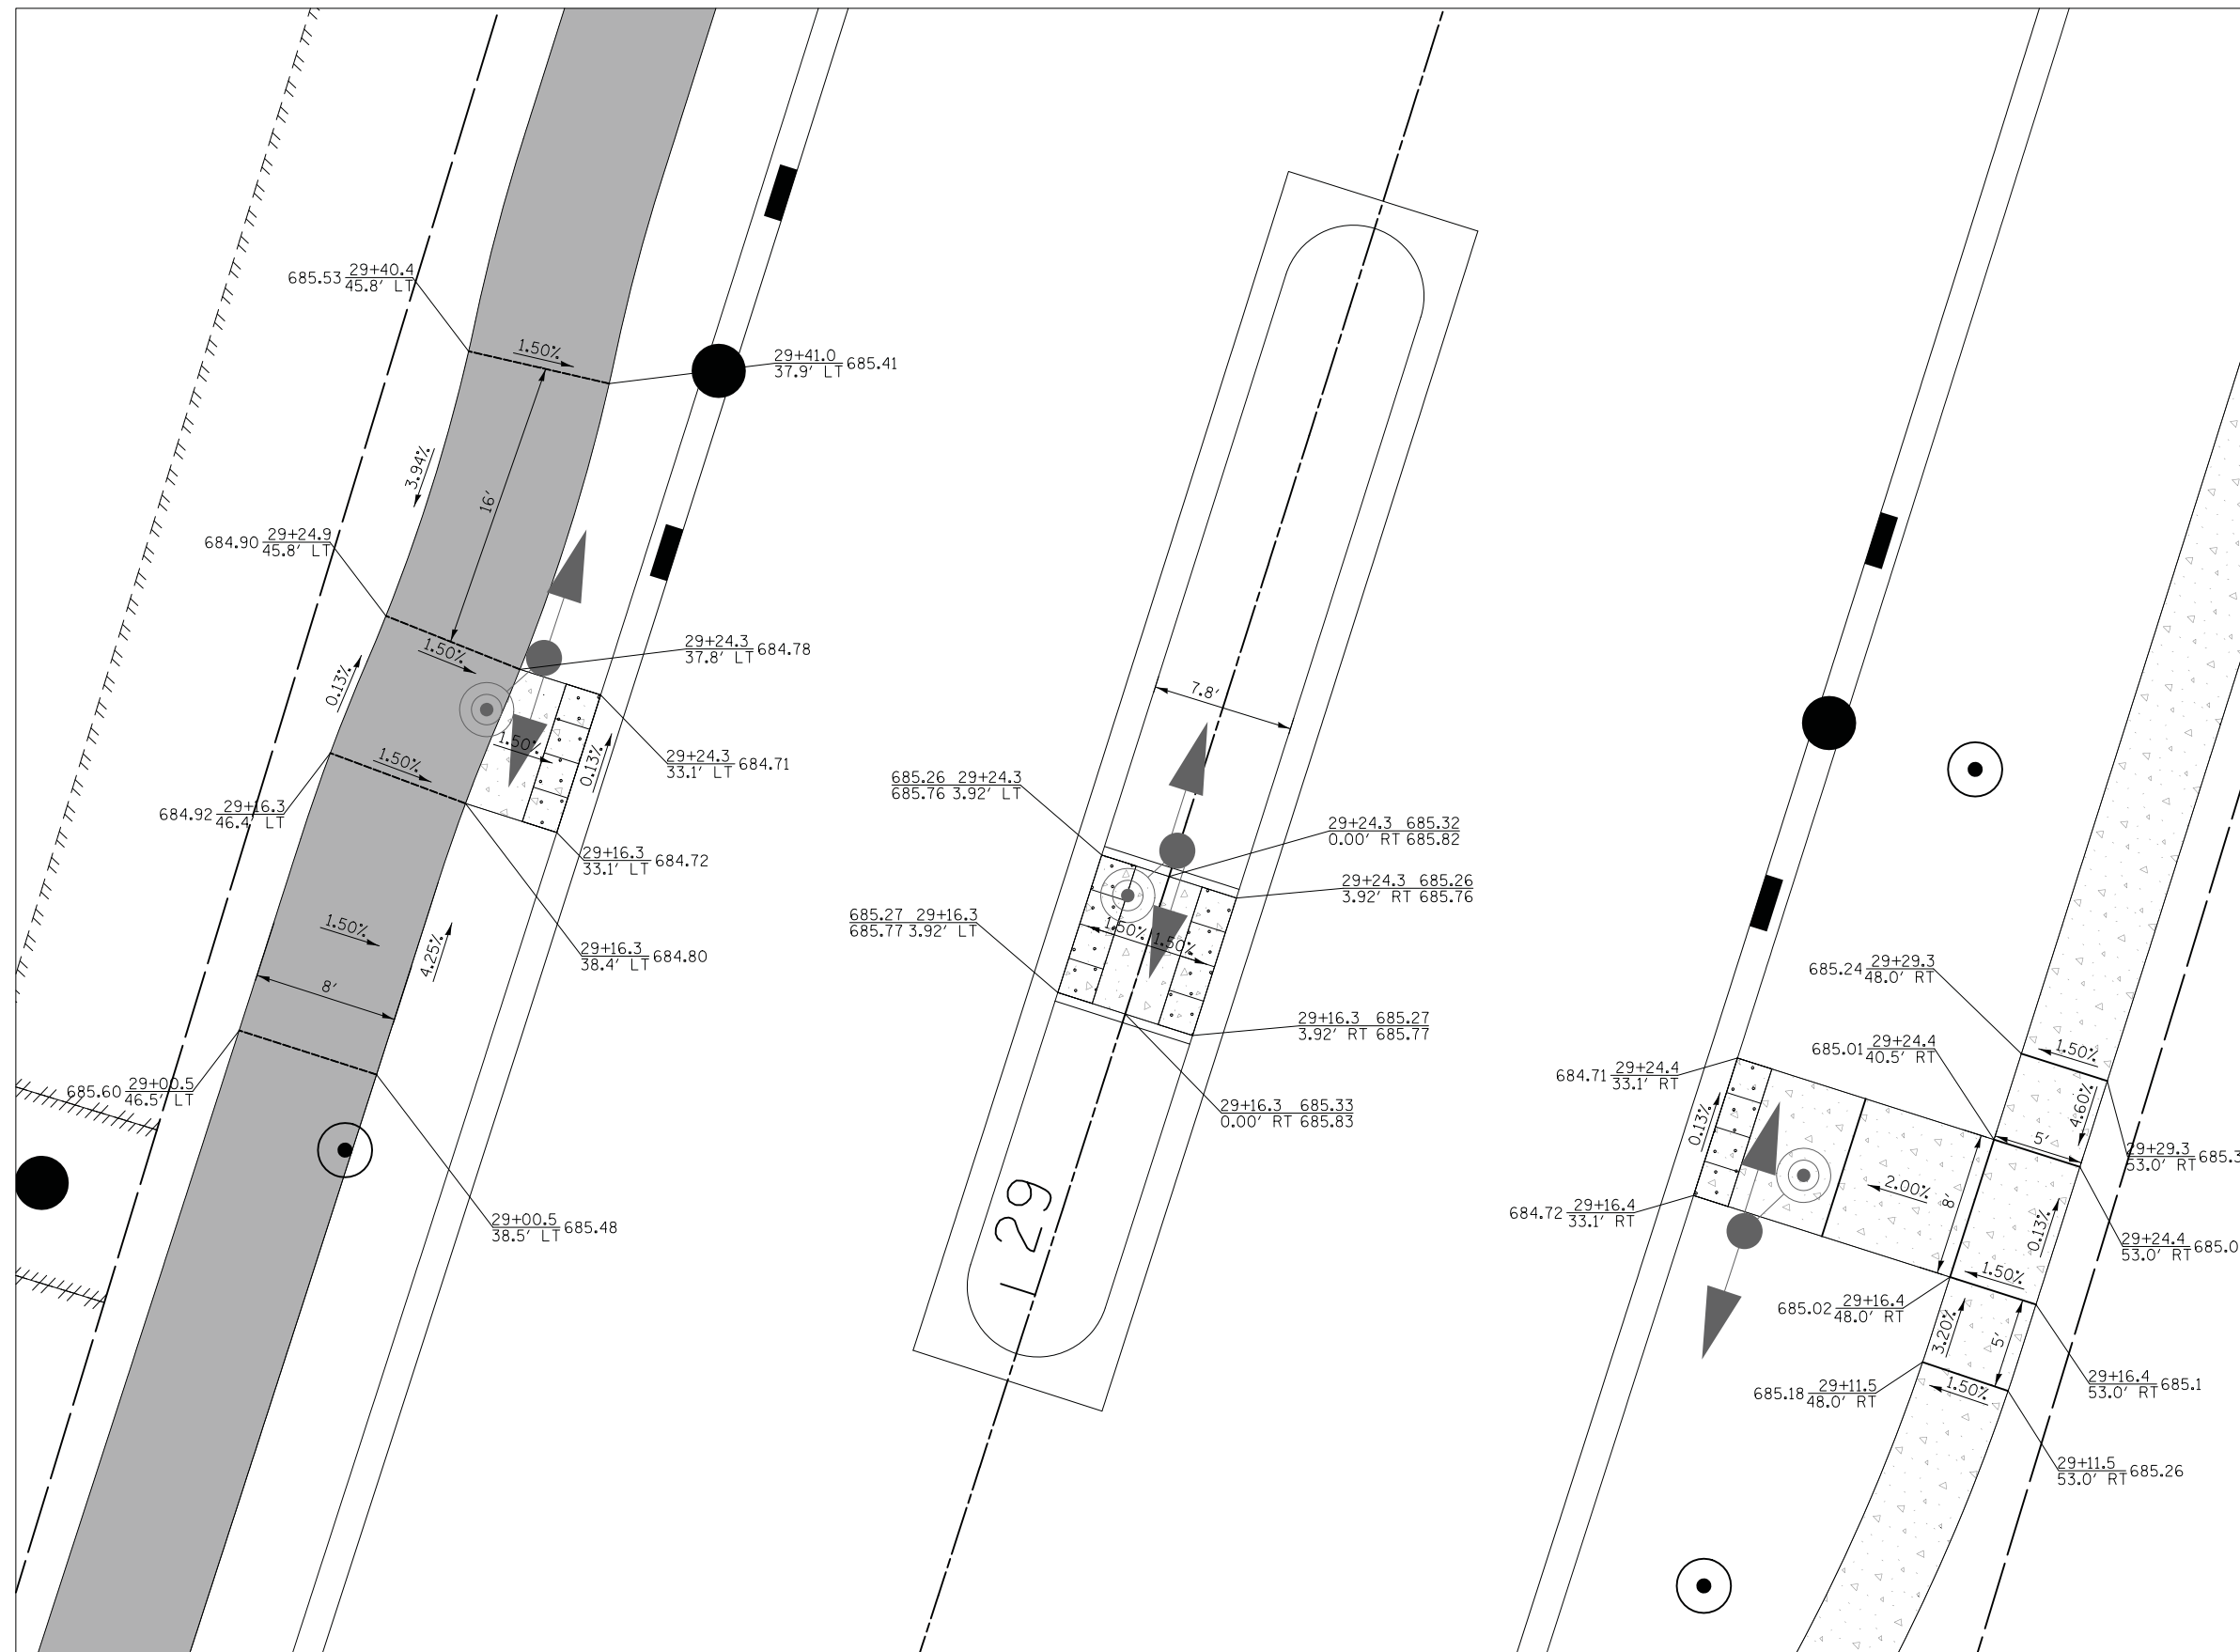 685.53 29+40.4
45.8' LT
1.50%
29+41.0 685.41
37.9' LT
3.94%
16'
684.90 29+24.9
45.8' LT
1.50%
29+24.3 684.78
37.8' LT
0.13%
1.50%
0.13%
29+24.3 684.71
33.1' LT
1.50%
684.92 29+16.3
46.4' LT
29+16.3 684.72
33.1' LT
1.50%
4.25%
29+16.3 684.80
38.4' LT
8'
685.60 29+00.5
46.5' LT
29+00.5 685.48
38.5' LT
7.8'
685.26 29+24.3
685.76 3.92' LT
29+24.3 685.32
0.00' RT 685.82
29+24.3 685.26
3.92' RT 685.76
685.27 29+16.3
685.77 3.92' LT
1.50%
1.50%
29+16.3 685.27
3.92' RT 685.77
29+16.3 685.33
0.00' RT 685.83
29
685.24 29+29.3
48.0' RT
685.01 29+24.4
40.5' RT
1.50%
684.71 29+24.4
33.1' RT
4.60%
0.13%
5'
29+29.3 685.3
53.0' RT
2.00%
8'
684.72 29+16.4
33.1' RT
0.13%
29+24.4 685.0
53.0' RT
1.50%
685.02 29+16.4
48.0' RT
3.20%
5'
29+16.4 685.1
53.0' RT
685.18 29+11.5
48.0' RT
1.50%
29+11.5 685.26
53.0' RT